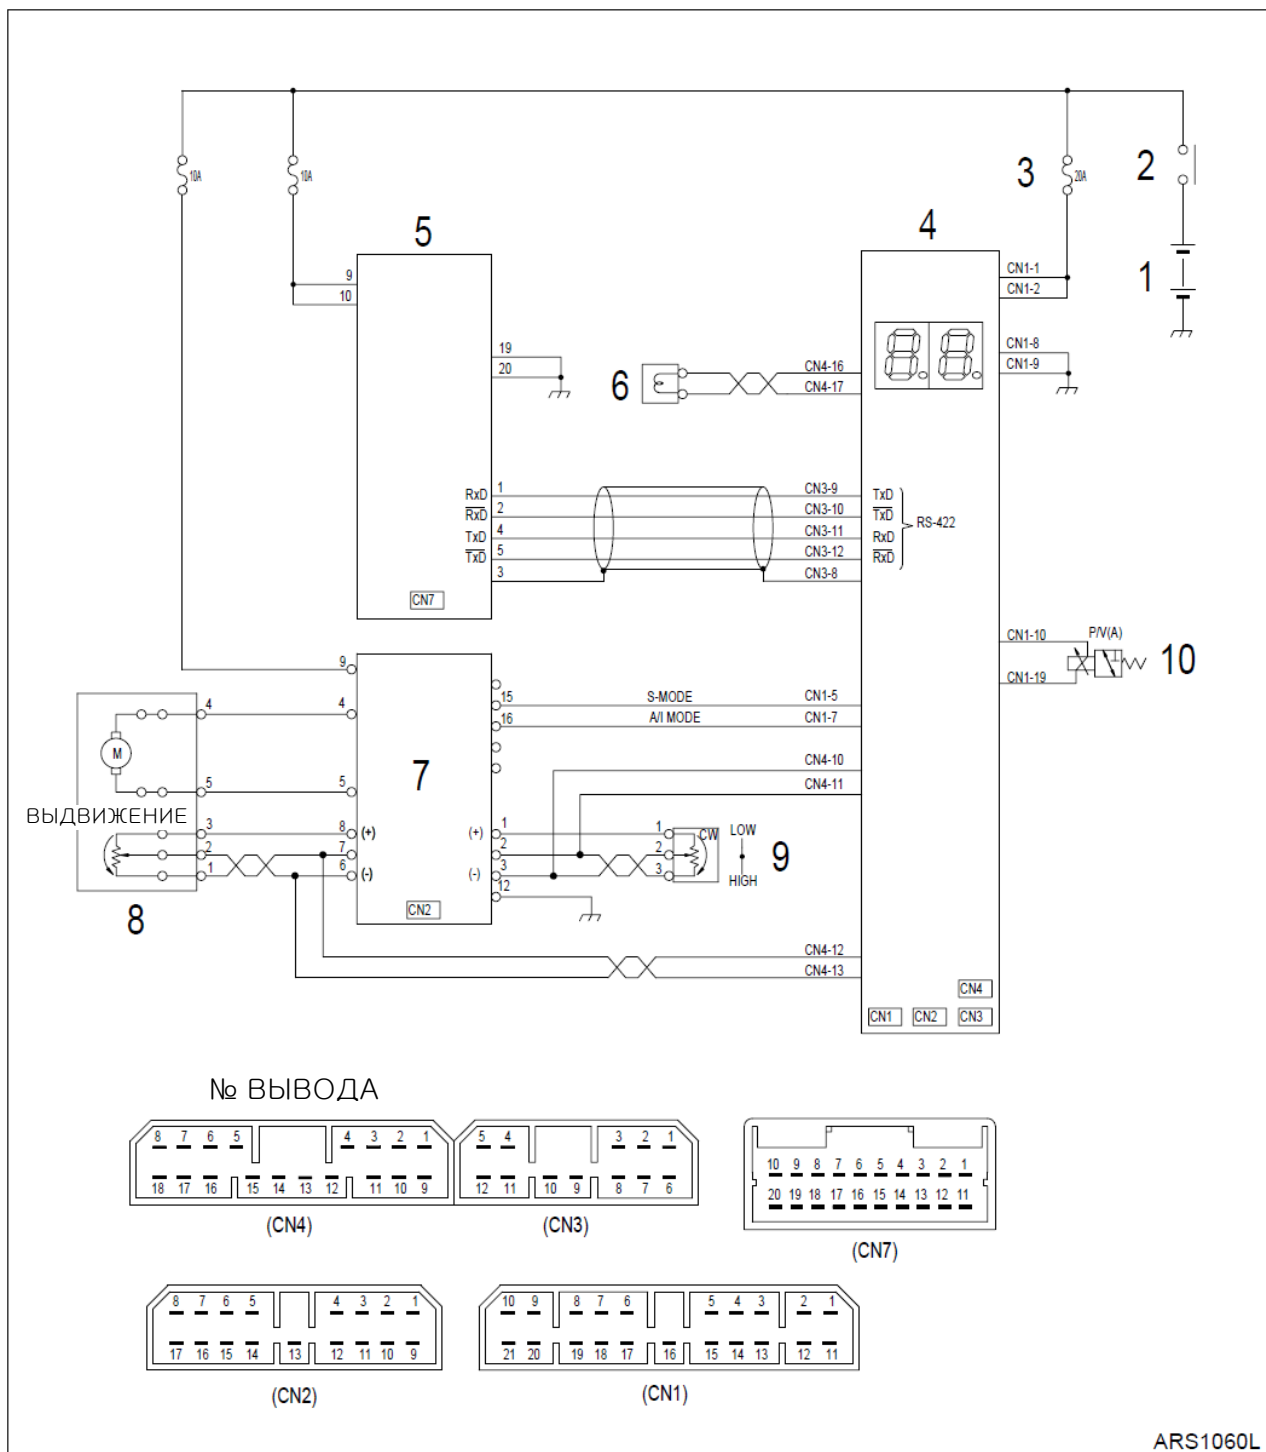 10A
10A
3
20A
2
1
5
4
9
10
19
20
CN1-1
CN1-2
CN1-8
CN1-9
6
CN4-16
CN4-17
RxD 1
RxD 2
TxD 4
TxD 5
3
CN7
CN3-9 TxD
CN3-10 TxD
CN3-11 RxD
CN3-12 RxD
CN3-8
RS-422
CN1-10
CN1-19
P/V(A)
10
9
4
5
8 (+)
7
6 (-)
7
15
16
S-MODE CN1-5
A/I MODE CN1-7
CN4-10
CN4-11
(+) 1
2
(-) 3
12
CN2
M
4
5
ВЫДВИЖЕНИЕ
3
2
1
8
1
2
3
CW
LOW
HIGH
9
CN4-12
CN4-13
CN4
CN1 CN2 CN3
№ ВЫВОДА
8 7 6 5 4 3 2 1
18 17 16 15 14 13 12 11 10 9
(CN4)
5 4 3 2 1
12 11 10 9 8 7 6
(CN3)
10 9 8 7 6 5 4 3 2 1
20 19 18 17 16 15 14 13 12 11
(CN7)
8 7 6 5 4 3 2 1
17 16 15 14 13 12 11 10 9
(CN2)
10 9 8 7 6 5 4 3 2 1
21 20 19 18 17 16 15 14 13 12 11
(CN1)
ARS1060L